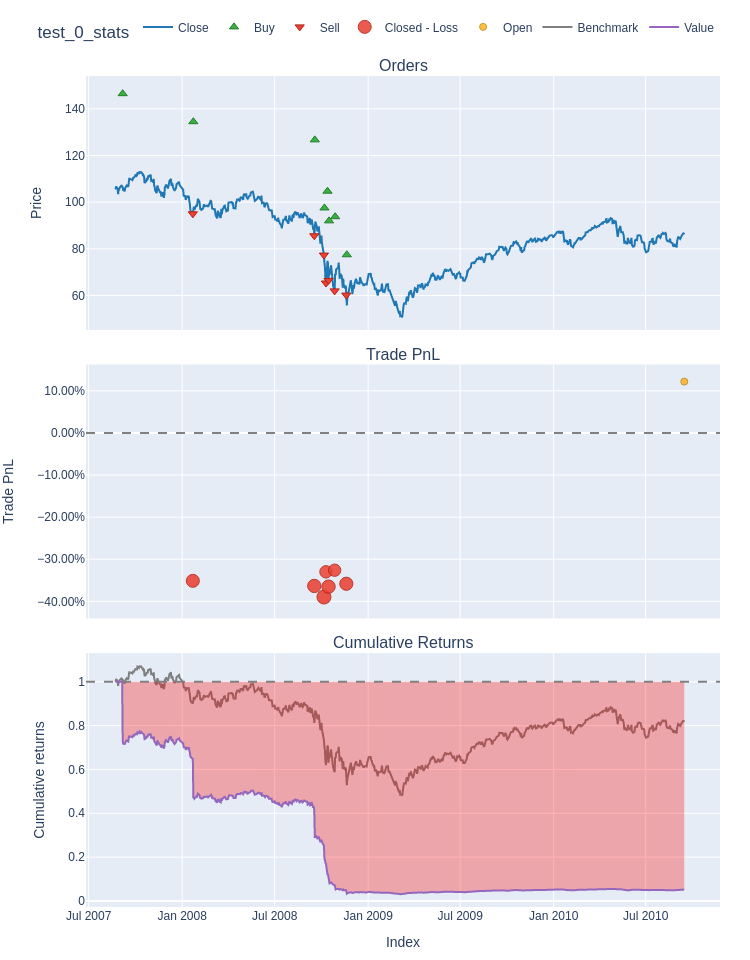 test_0_stats
Close
Buy
Sell
Closed - Loss
Open
Benchmark
Value
Orders
140
120
100
80
60
Price
Trade PnL
10.00%
0.00%
−10.00%
−20.00%
−30.00%
−40.00%
Trade PnL
Cumulative Returns
1
0.8
0.6
0.4
0.2
0
Cumulative returns
Jul 2007
Jan 2008
Jul 2008
Jan 2009
Jul 2009
Jan 2010
Jul 2010
Index